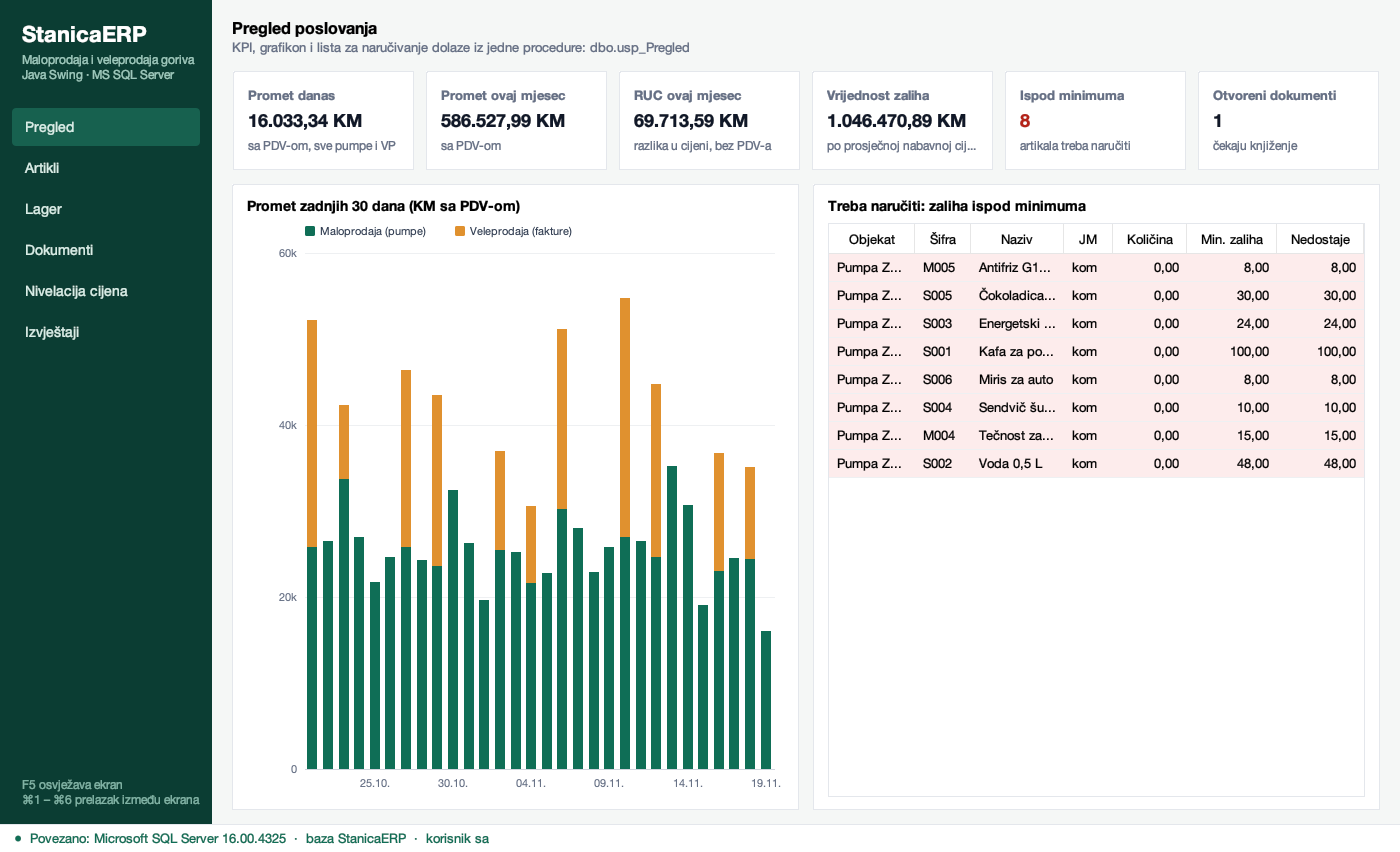 StanicaERP
Maloprodaja i veleprodaja goriva
Java Swing · MS SQL Server
Pregled
Artikli
Lager
Dokumenti
Nivelacija cijena
Izvještaji
F5 osvježava ekran
⌘1 – ⌘6 prelazak između ekrana
Pregled poslovanja
KPI, grafikon i lista za naručivanje dolaze iz jedne procedure: dbo.usp_Pregled
Promet danas
16.033,34 KM
sa PDV-om, sve pumpe i VP
Promet ovaj mjesec
586.527,99 KM
sa PDV-om
RUC ovaj mjesec
69.713,59 KM
razlika u cijeni, bez PDV-a
Vrijednost zaliha
1.046.470,89 KM
po prosječnoj nabavnoj cij...
Ispod minimuma
8
artikala treba naručiti
Otvoreni dokumenti
1
čekaju knjiženje
Promet zadnjih 30 dana (KM sa PDV-om)
Maloprodaja (pumpe) Veleprodaja (fakture)
60k
40k
20k
0
25.10. 30.10. 04.11. 09.11. 14.11. 19.11.
Treba naručiti: zaliha ispod minimuma
Objekat Šifra Naziv JM Količina Min. zaliha Nedostaje
Pumpa Z... M005 Antifriz G1... kom 0,00 8,00 8,00
Pumpa Z... S005 Čokoladica... kom 0,00 30,00 30,00
Pumpa Z... S003 Energetski ... kom 0,00 24,00 24,00
Pumpa Z... S001 Kafa za po... kom 0,00 100,00 100,00
Pumpa Z... S006 Miris za auto kom 0,00 8,00 8,00
Pumpa Z... S004 Sendvič šu... kom 0,00 10,00 10,00
Pumpa Z... M004 Tečnost za... kom 0,00 15,00 15,00
Pumpa Z... S002 Voda 0,5 L kom 0,00 48,00 48,00
Povezano: Microsoft SQL Server 16.00.4325 · baza StanicaERP · korisnik sa